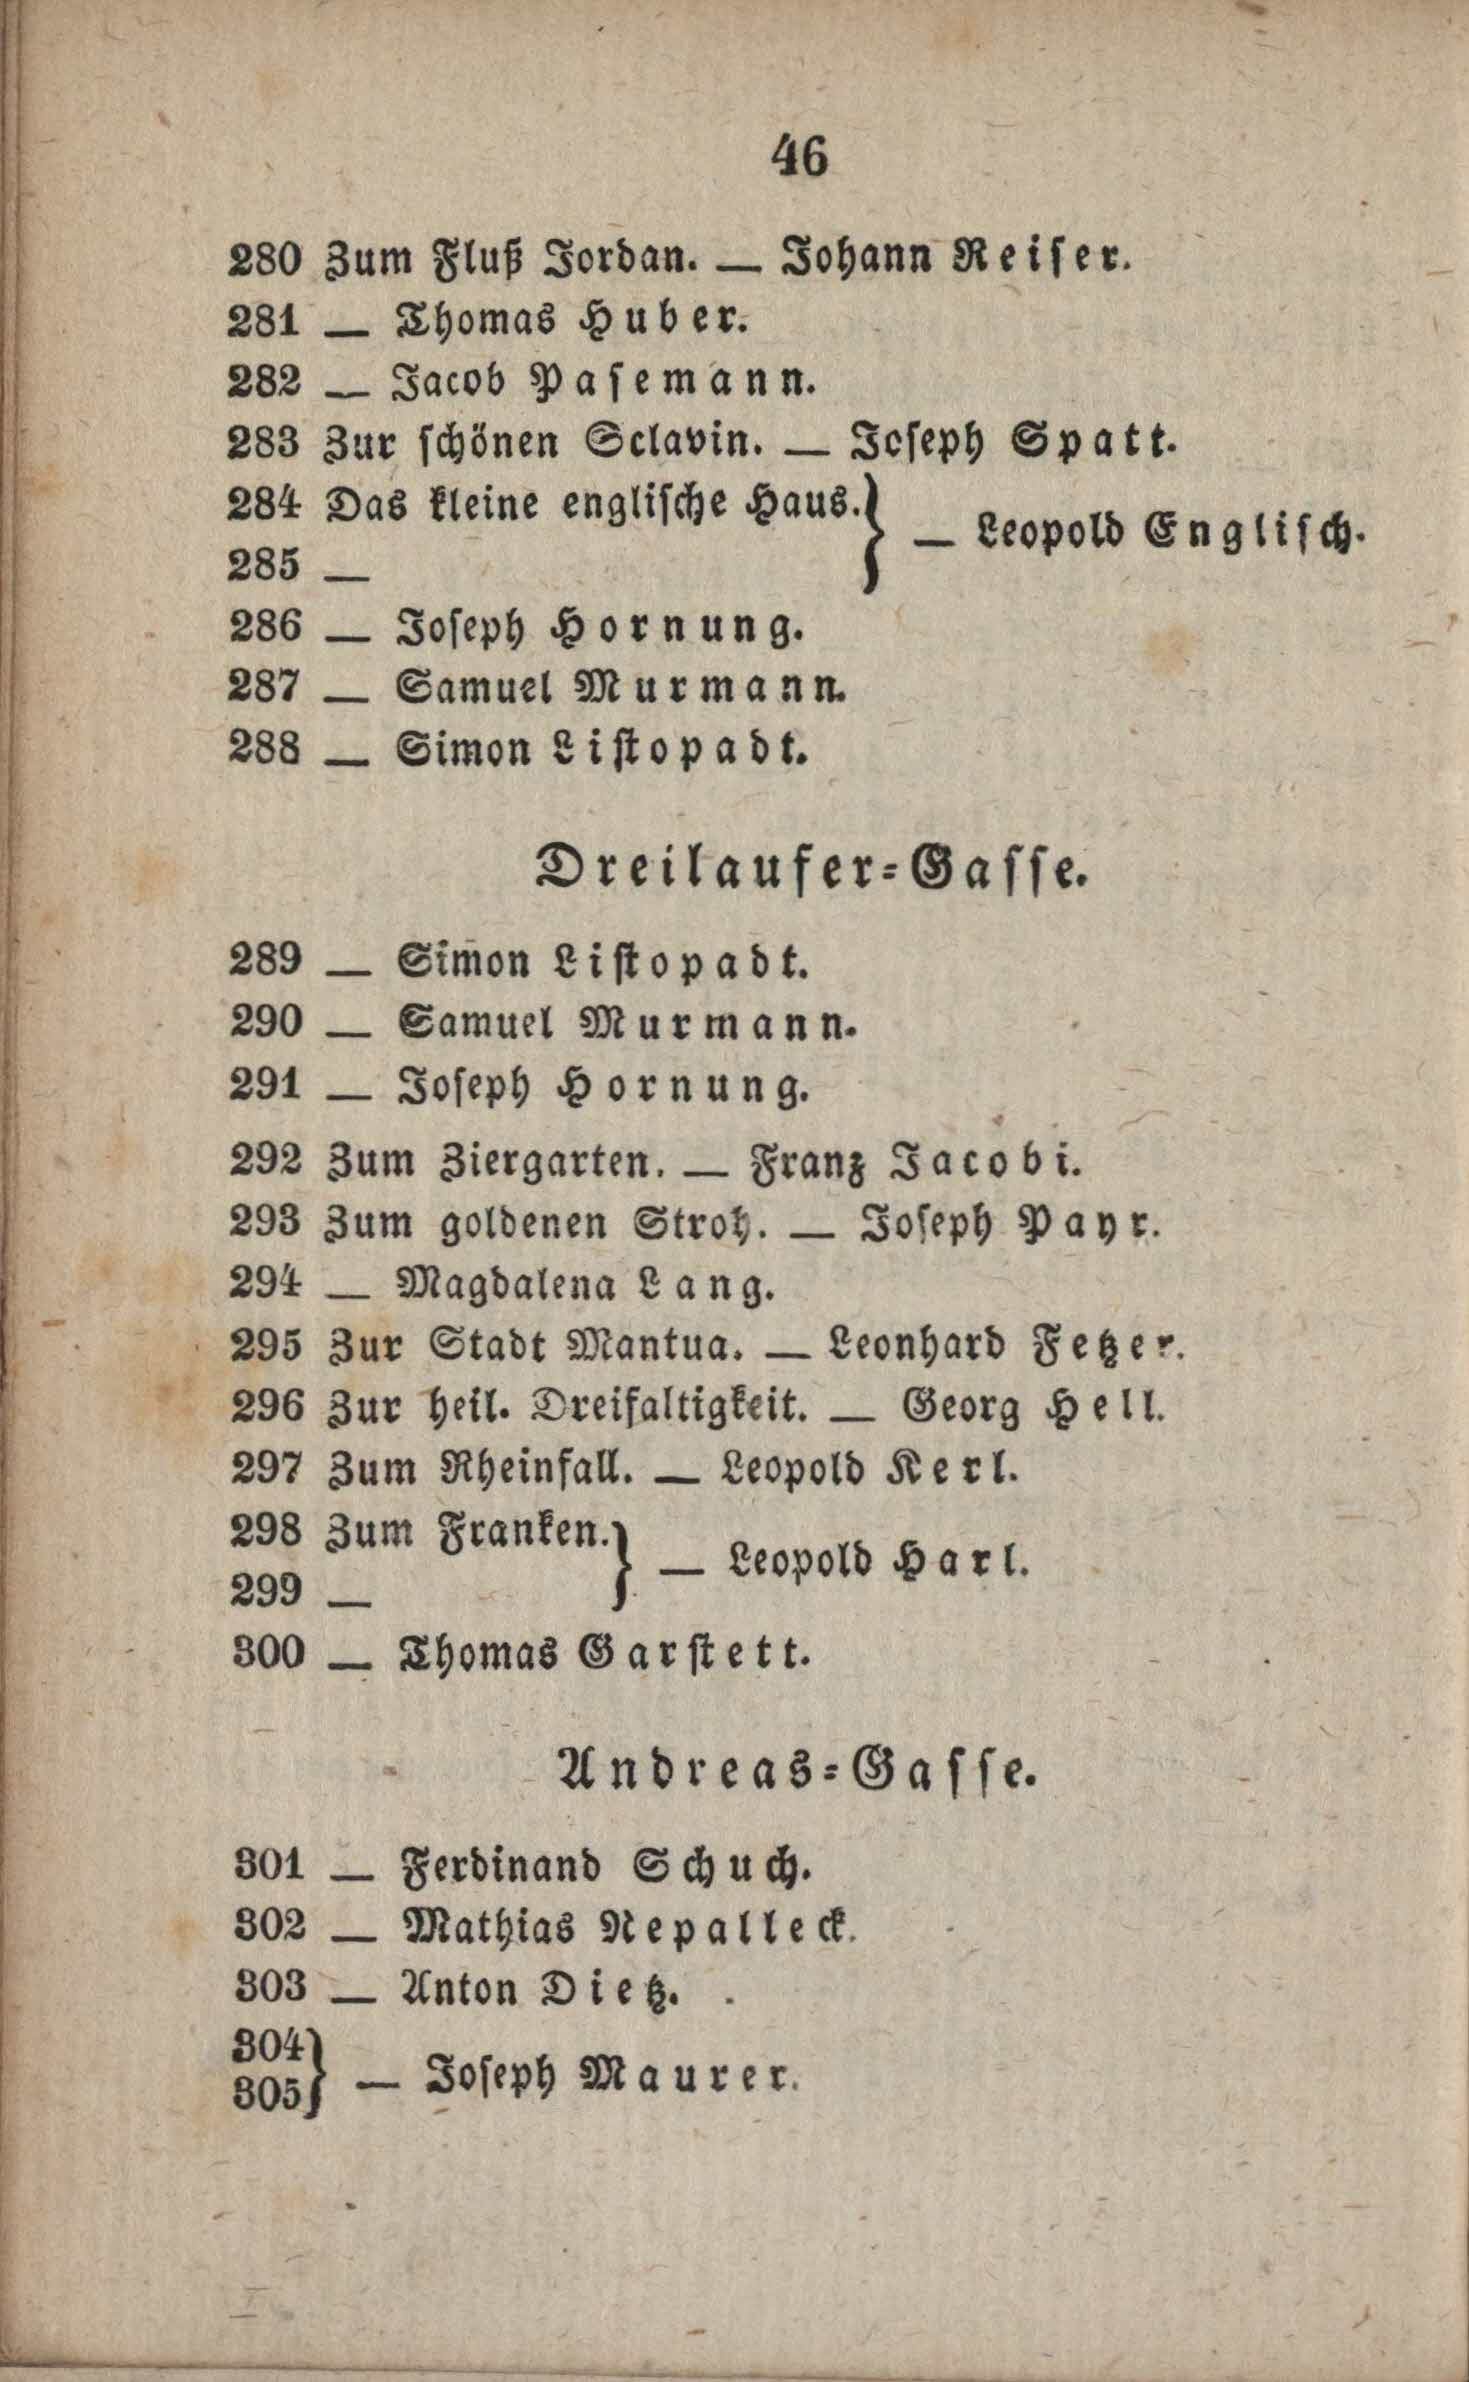 46
280 Zum Fluß Jordan. — Johann Reiser.
281 — Thomas Huber.
282 — Jacob Pasemann.
283 Zur schönen Sclavin. — Joseph Spatt.
284 Das kleine englische Haus.
285 — } — Leopold Englisch.
286 — Joseph Hornung.
287 — Samuel Murmann.
288 — Simon Listopadt.
Dreilaufer-Gasse.
289 — Simon Listopadt.
290 — Samuel Murmann.
291 — Joseph Hornung.
292 Zum Ziergarten. — Franz Jacobi.
293 Zum goldenen Stroh. — Joseph Payr.
294 — Magdalena Lang.
295 Zur Stadt Mantua. — Leonhard Fetzer.
296 Zur heil. Dreifaltigkeit. — Georg Hell.
297 Zum Rheinfall. — Leopold Kerl.
298 Zum Franken.
299 — } — Leopold Harl.
300 — Thomas Garstett.
Andreas-Gasse.
301 — Ferdinand Schuch.
302 — Mathias Nepalleck.
303 — Anton Dietz.
304
305 } — Joseph Maurer.